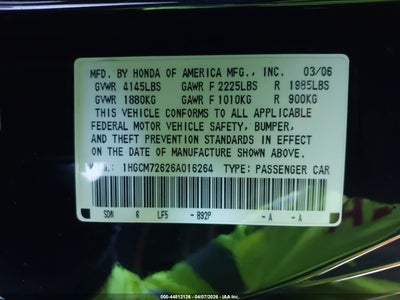 MFD. BY HONDA OF AMERICA MFG., INC. 03/06
GVWR 4145LBS GAWR F 2225LBS R 1985LBS
GVWR 1880KG GAWR F 1010KG R 900KG
THIS VEHICLE CONFORMS TO ALL APPLICABLE
FEDERAL MOTOR VEHICLE SAFETY, BUMPER,
AND THEFT PREVENTION STANDARDS IN EFFECT
ON THE DATE OF MANUFACTURE SHOWN ABOVE.
V.I.N.: 1HGCM72626A016264 TYPE: PASSENGER CAR
SDN 6 LF5 - B92P - A - A
000-44812126 - 04/07/2026 - IAA, Inc.